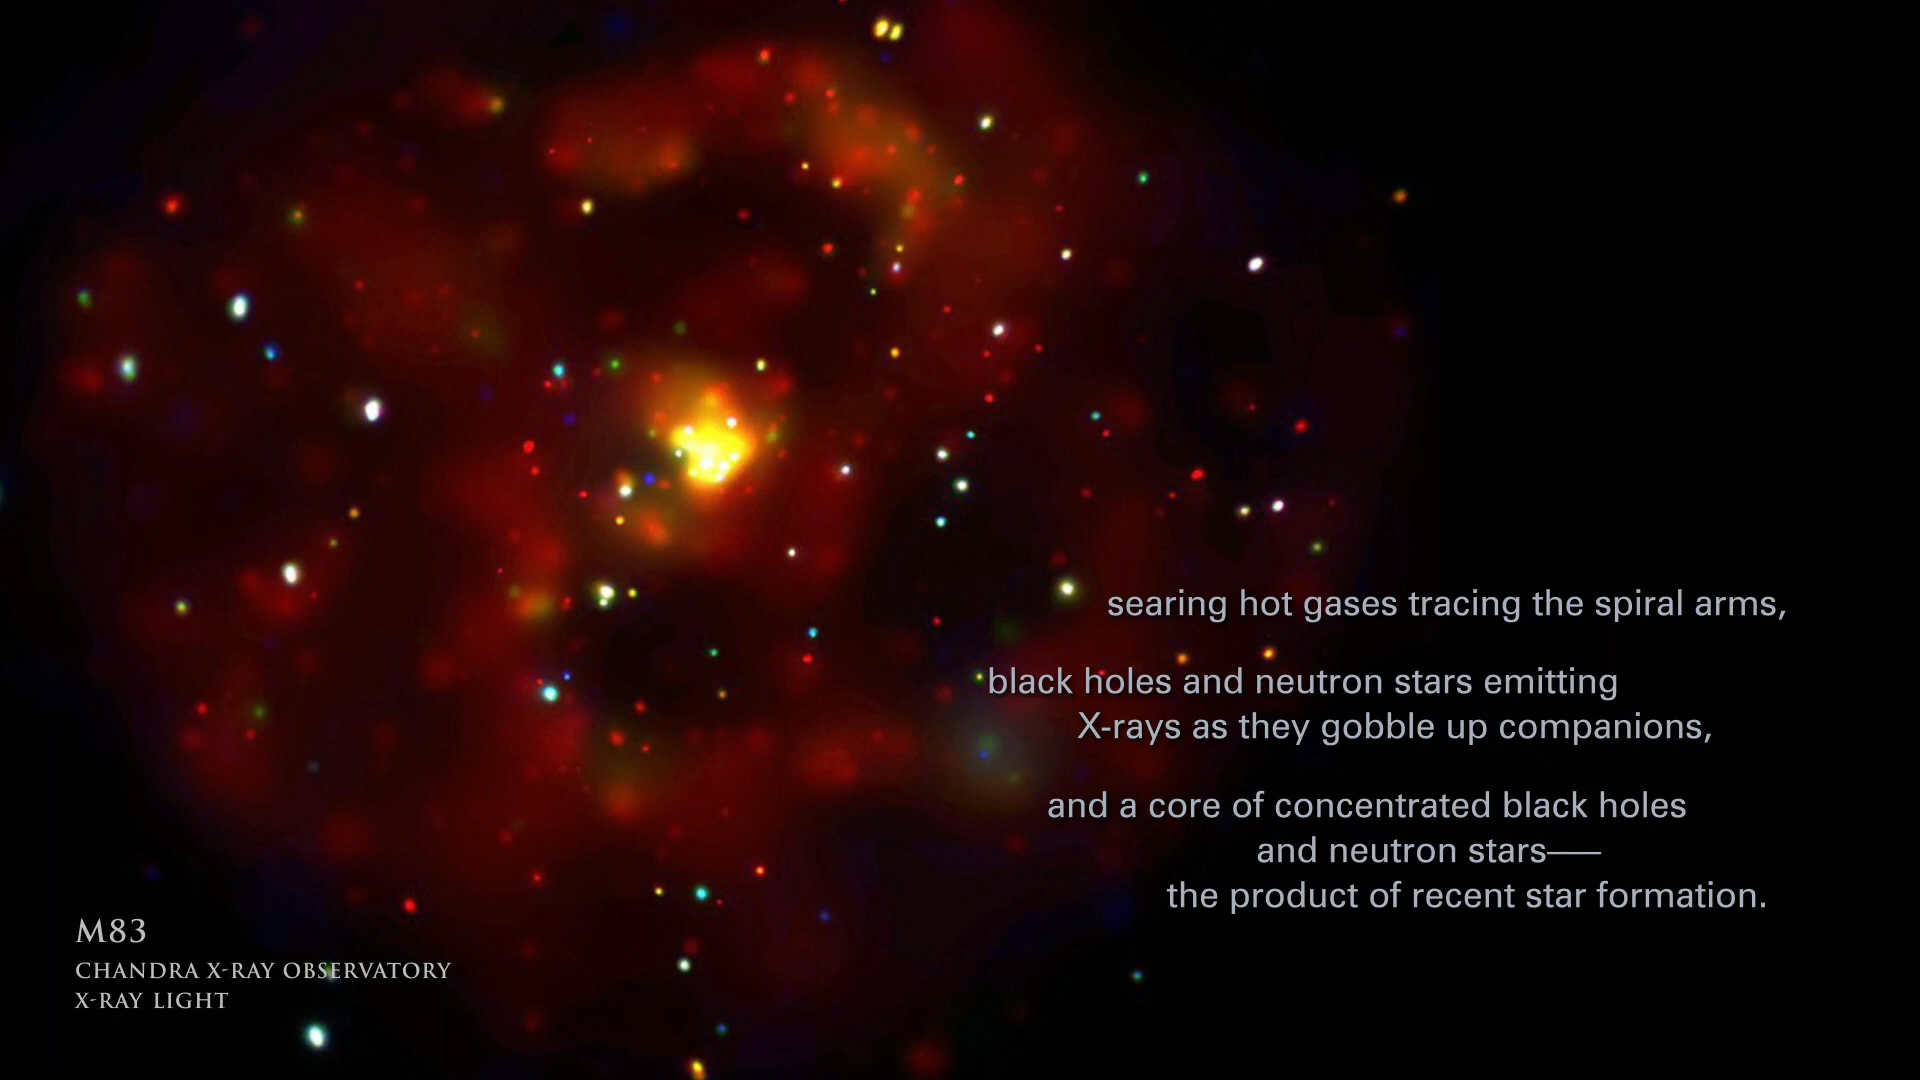 searing hot gases tracing the spiral arms,
black holes and neutron stars emitting
X-rays as they gobble up companions,
and a core of concentrated black holes
and neutron stars——
the product of recent star formation.
M83
CHANDRA X-RAY OBSERVATORY
X-RAY LIGHT